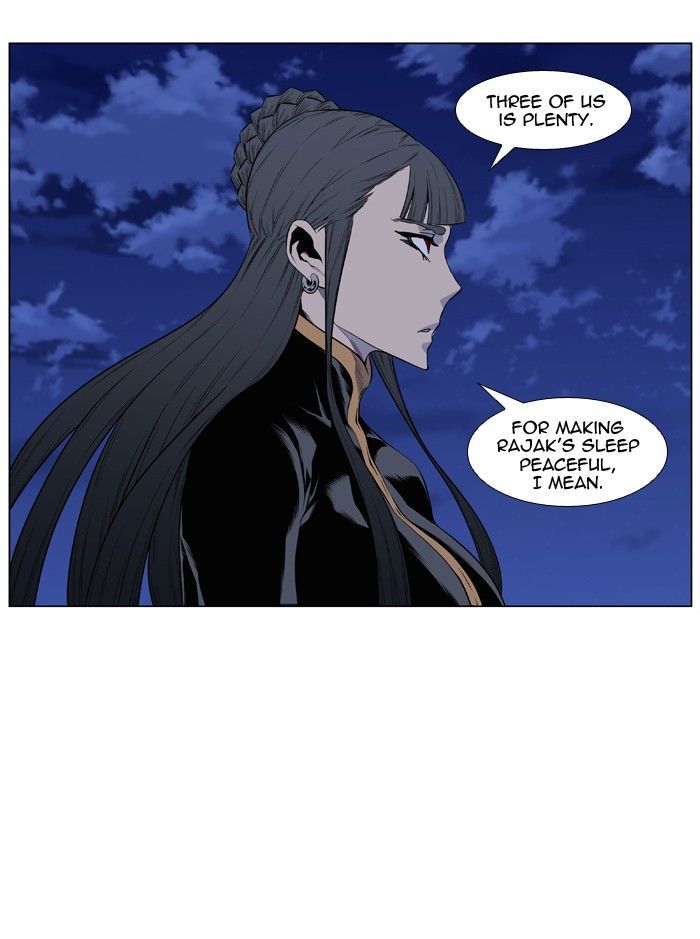 THREE OF US
IS PLENTY.
FOR MAKING
RAJAK'S SLEEP
PEACEFUL,
I MEAN.